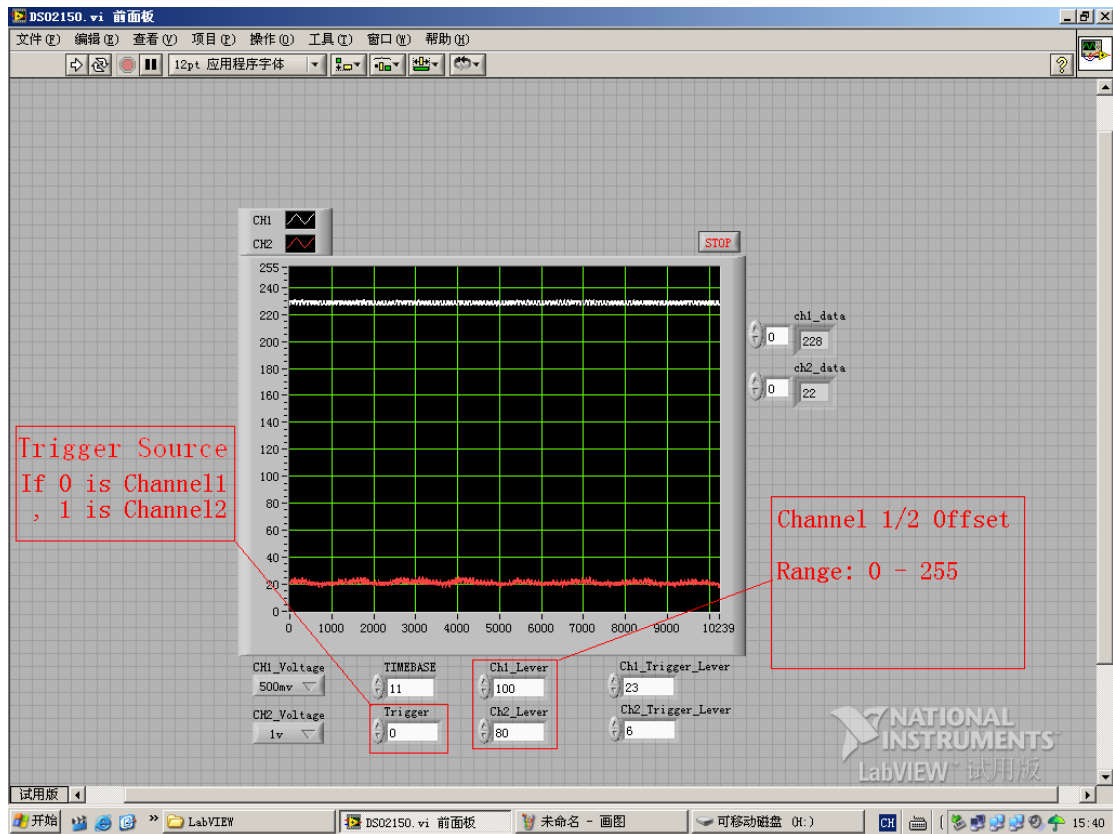 DSO2150.vi 前面板
文件(F) 编辑(E) 查看(V) 项目(P) 操作(O) 工具(T) 窗口(W) 帮助(H)
12pt 应用程序字体
CH1
CH2
STOP
255
240
220
200
180
160
140
120
100
80
60
40
20
0
0 1000 2000 3000 4000 5000 6000 7000 8000 9000 10239
ch1_data
0 228
ch2_data
0 22
Trigger Source
If 0 is Channel1
, 1 is Channel2
Channel 1/2 Offset
Range: 0 - 255
CH1_Voltage TIMEBASE Ch1_Lever Ch1_Trigger_Lever
500mv 11 100 23
CH2_Voltage Trigger Ch2_Lever Ch2_Trigger_Lever
1v 0 80 6
NATIONAL
INSTRUMENTS
LabVIEW™ 试用版
试用版
开始 » LabVIEW DSO2150.vi 前面板 未命名 - 画图 可移动磁盘 (H:) CH 15:40